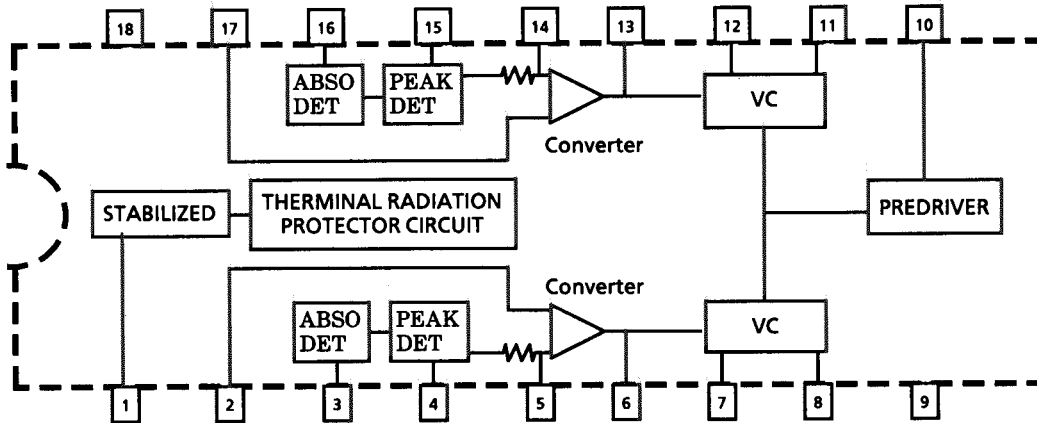 18 17 16 15 14 13 12 11 10
ABSO
DET
PEAK
DET
VC
Converter
STABILIZED
THERMINAL RADIATION
PROTECTOR CIRCUIT
PREDRIVER
Converter
ABSO
DET
PEAK
DET
VC
1 2 3 4 5 6 7 8 9